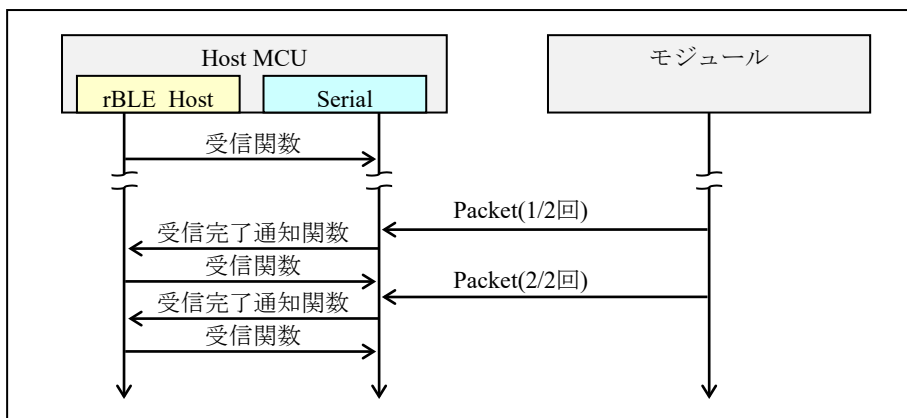 Host MCU
モジュール
rBLE_Host
Serial
受信関数
Packet(1/2回)
受信完了通知関数
受信関数
Packet(2/2回)
受信完了通知関数
受信関数